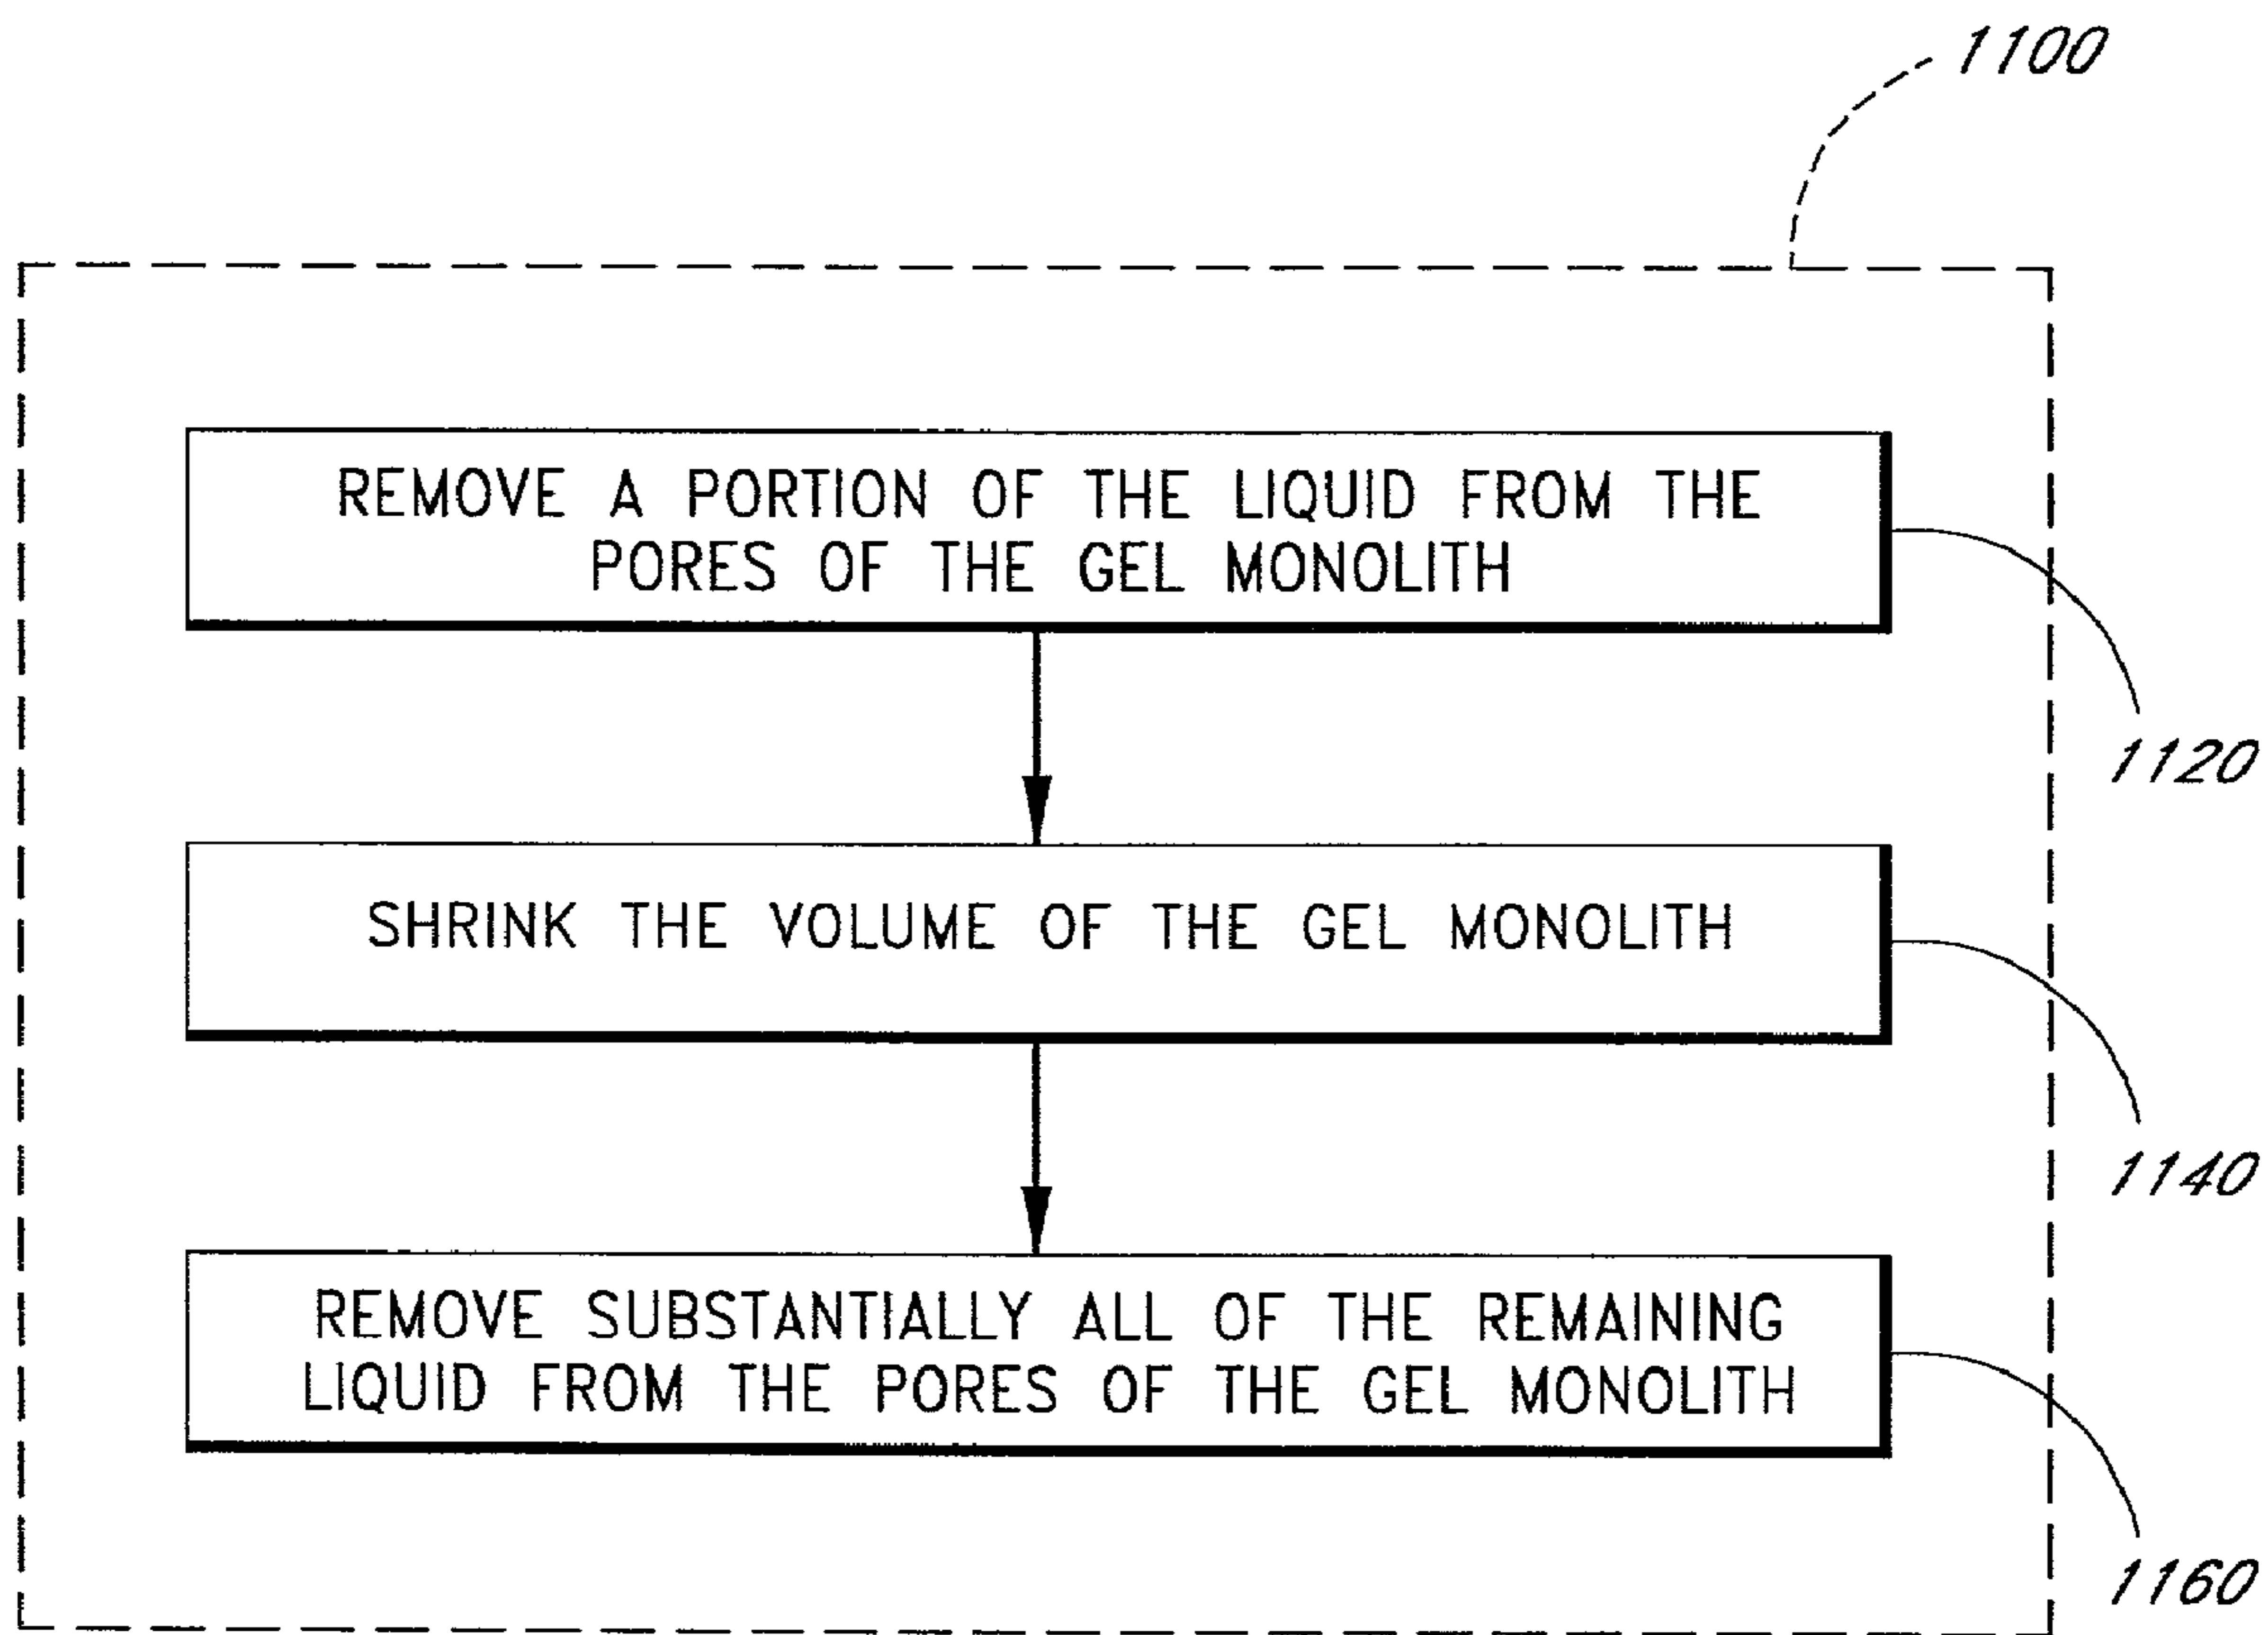 1100
REMOVE A PORTION OF THE LIQUID FROM THE
PORES OF THE GEL MONOLITH
1120
SHRINK THE VOLUME OF THE GEL MONOLITH
1140
REMOVE SUBSTANTIALLY ALL OF THE REMAINING
LIQUID FROM THE PORES OF THE GEL MONOLITH
1160